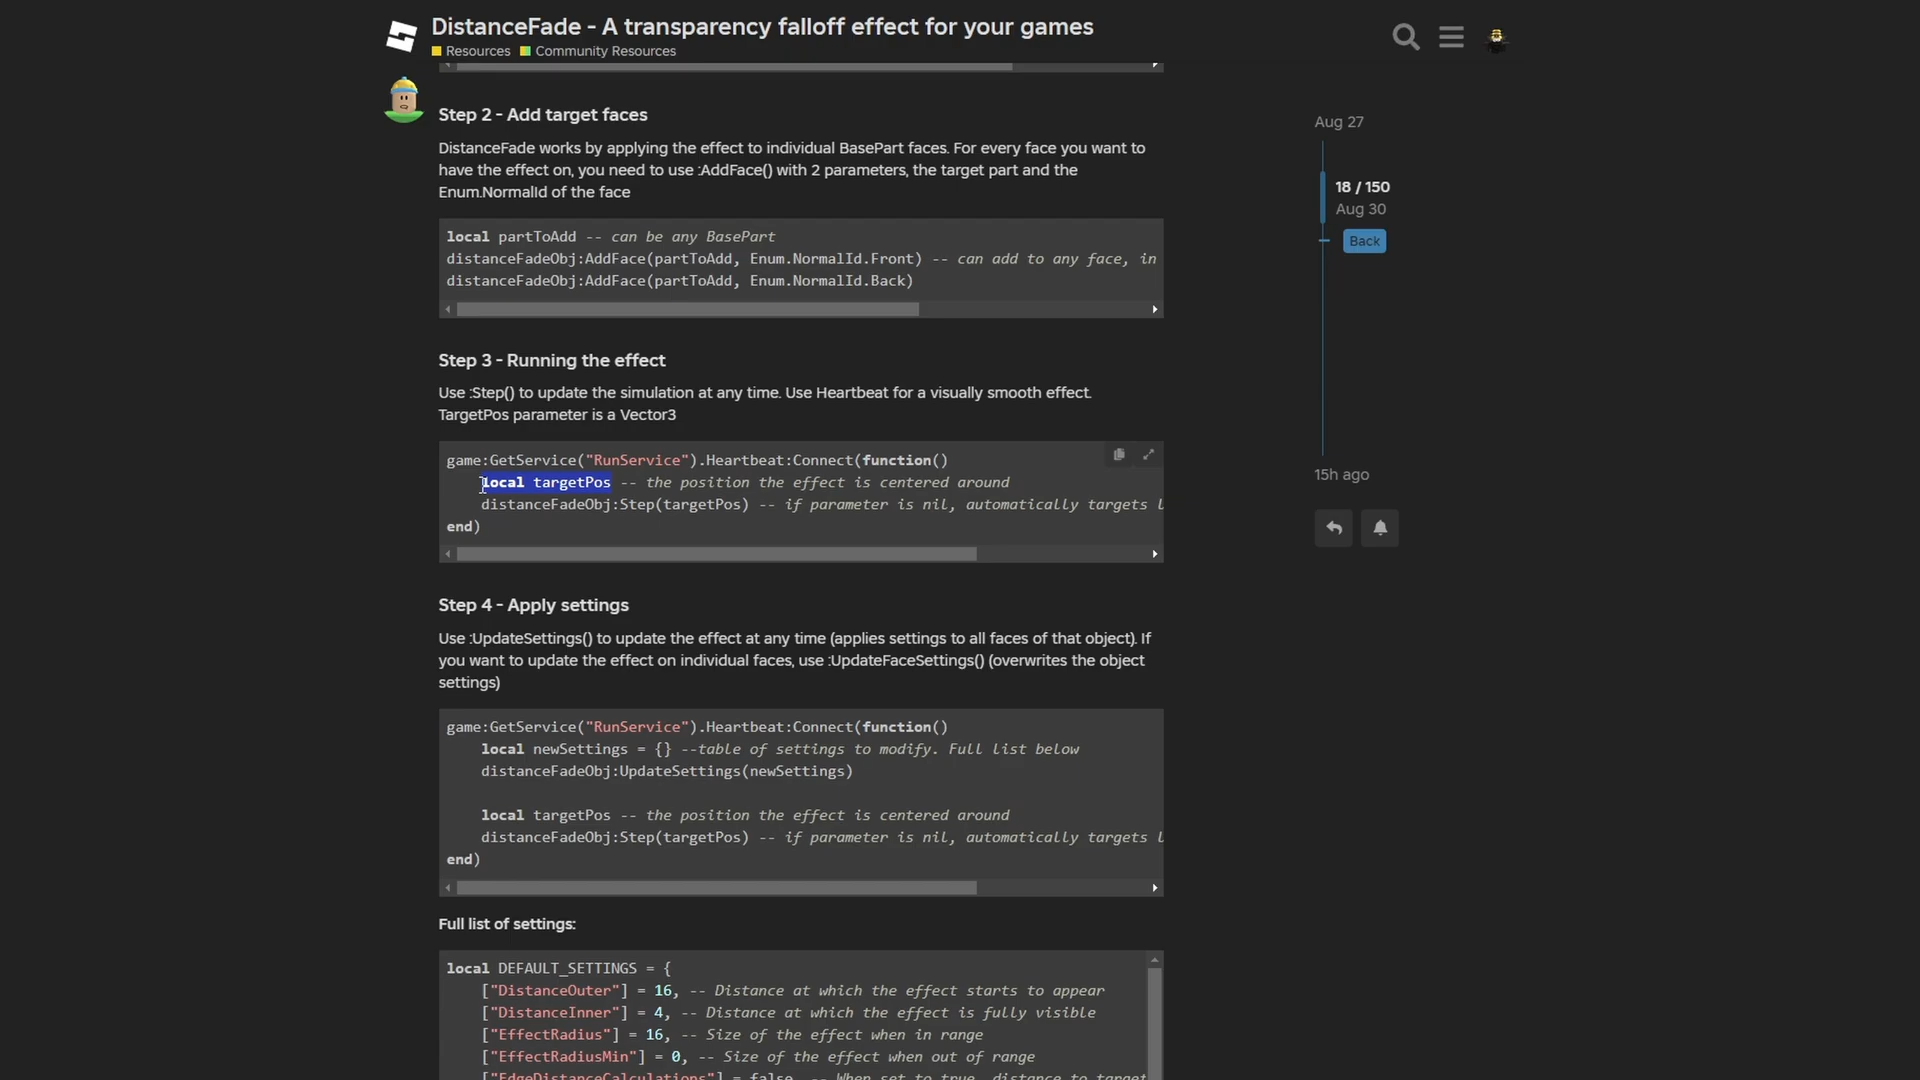 DistanceFade - A transparency falloff effect for your games
Resources Community Resources
Step 2 - Add target faces
DistanceFade works by applying the effect to individual BasePart faces. For every face you want to
have the effect on, you need to use :AddFace() with 2 parameters, the target part and the
Enum.NormalId of the face
local partToAdd -- can be any BasePart
distanceFadeObj:AddFace(partToAdd, Enum.NormalId.Front) -- can add to any face, in
distanceFadeObj:AddFace(partToAdd, Enum.NormalId.Back)
Step 3 - Running the effect
Use :Step() to update the simulation at any time. Use Heartbeat for a visually smooth effect.
TargetPos parameter is a Vector3
game:GetService("RunService").Heartbeat:Connect(function()
local targetPos -- the position the effect is centered around
distanceFadeObj:Step(targetPos) -- if parameter is nil, automatically targets
end)
Step 4 - Apply settings
Use :UpdateSettings() to update the effect at any time (applies settings to all faces of that object). If
you want to update the effect on individual faces, use :UpdateFaceSettings() (overwrites the object
settings)
game:GetService("RunService").Heartbeat:Connect(function()
local newSettings = {} --table of settings to modify. Full list below
distanceFadeObj:UpdateSettings(newSettings)
local targetPos -- the position the effect is centered around
distanceFadeObj:Step(targetPos) -- if parameter is nil, automatically targets
end)
Full list of settings:
local DEFAULT_SETTINGS = {
["DistanceOuter"] = 16, -- Distance at which the effect starts to appear
["DistanceInner"] = 4, -- Distance at which the effect is fully visible
["EffectRadius"] = 16, -- Size of the effect when in range
["EffectRadiusMin"] = 0, -- Size of the effect when out of range
["EdgeDistanceCalculations"] = false, -- When set to true, distance to target
Aug 27
18 / 150
Aug 30
Back
15h ago